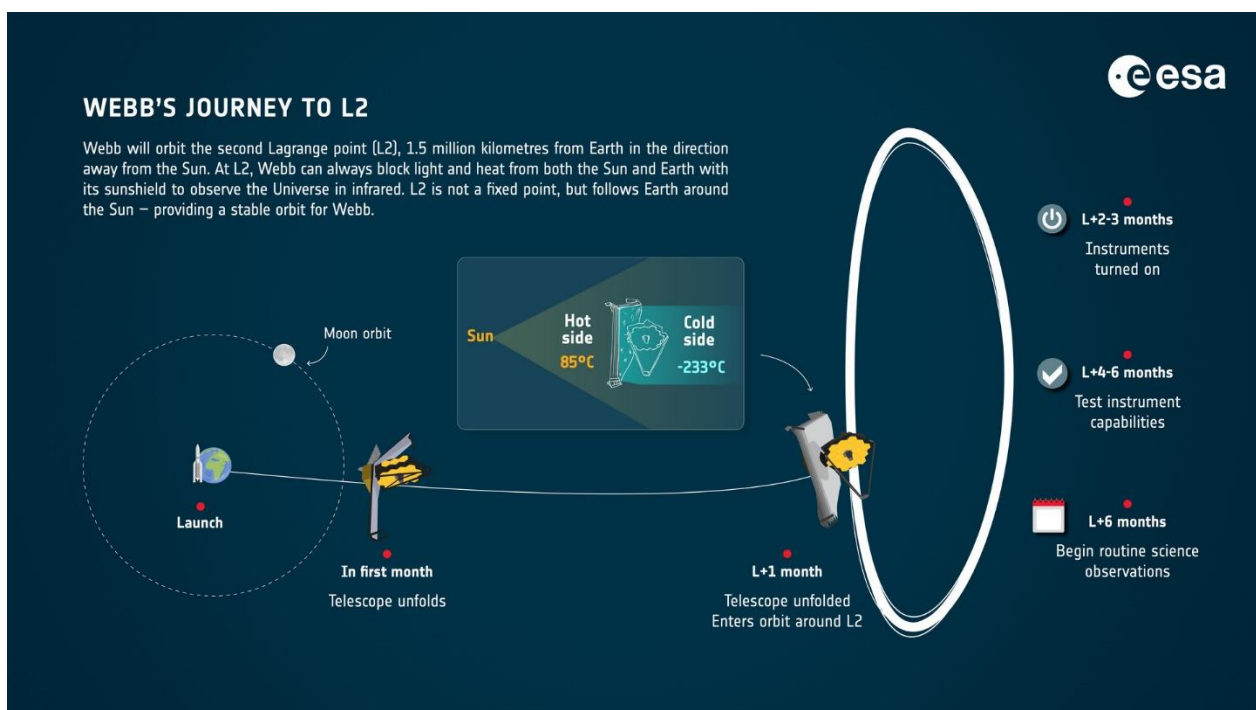 esa
WEBB'S JOURNEY TO L2
Webb will orbit the second Lagrange point (L2), 1.5 million kilometres from Earth in the direction
away from the Sun. At L2, Webb can always block light and heat from both the Sun and Earth with
its sunshield to observe the Universe in infrared. L2 is not a fixed point, but follows Earth around
the Sun – providing a stable orbit for Webb.
Moon orbit
Sun
Hot
side
85°C
Cold
side
-233°C
Launch
In first month
Telescope unfolds
L+1 month
Telescope unfolded
Enters orbit around L2
L+2-3 months
Instruments
turned on
L+4-6 months
Test instrument
capabilities
L+6 months
Begin routine science
observations